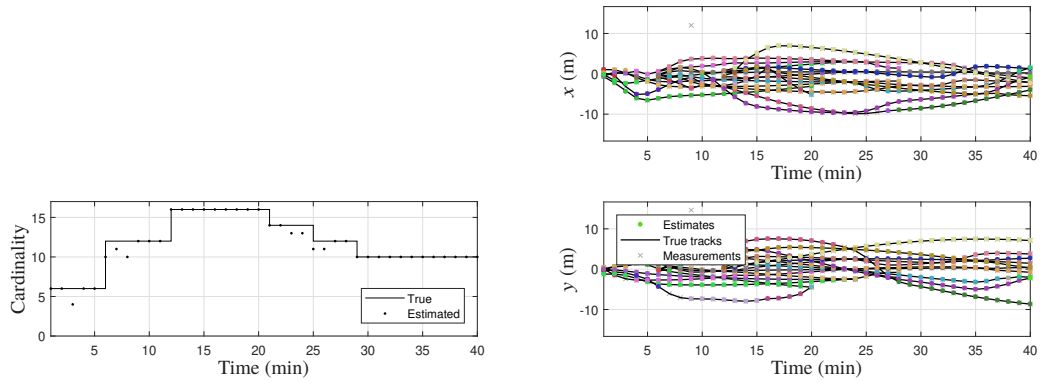 Cardinality
15
10
5
0
5 10 15 20 25 30 35 40
Time (min)
True
Estimated
x (m)
10
0
-10
5 10 15 20 25 30 35 40
Time (min)
y (m)
10
0
-10
Estimates
True tracks
Measurements
5 10 15 20 25 30 35 40
Time (min)